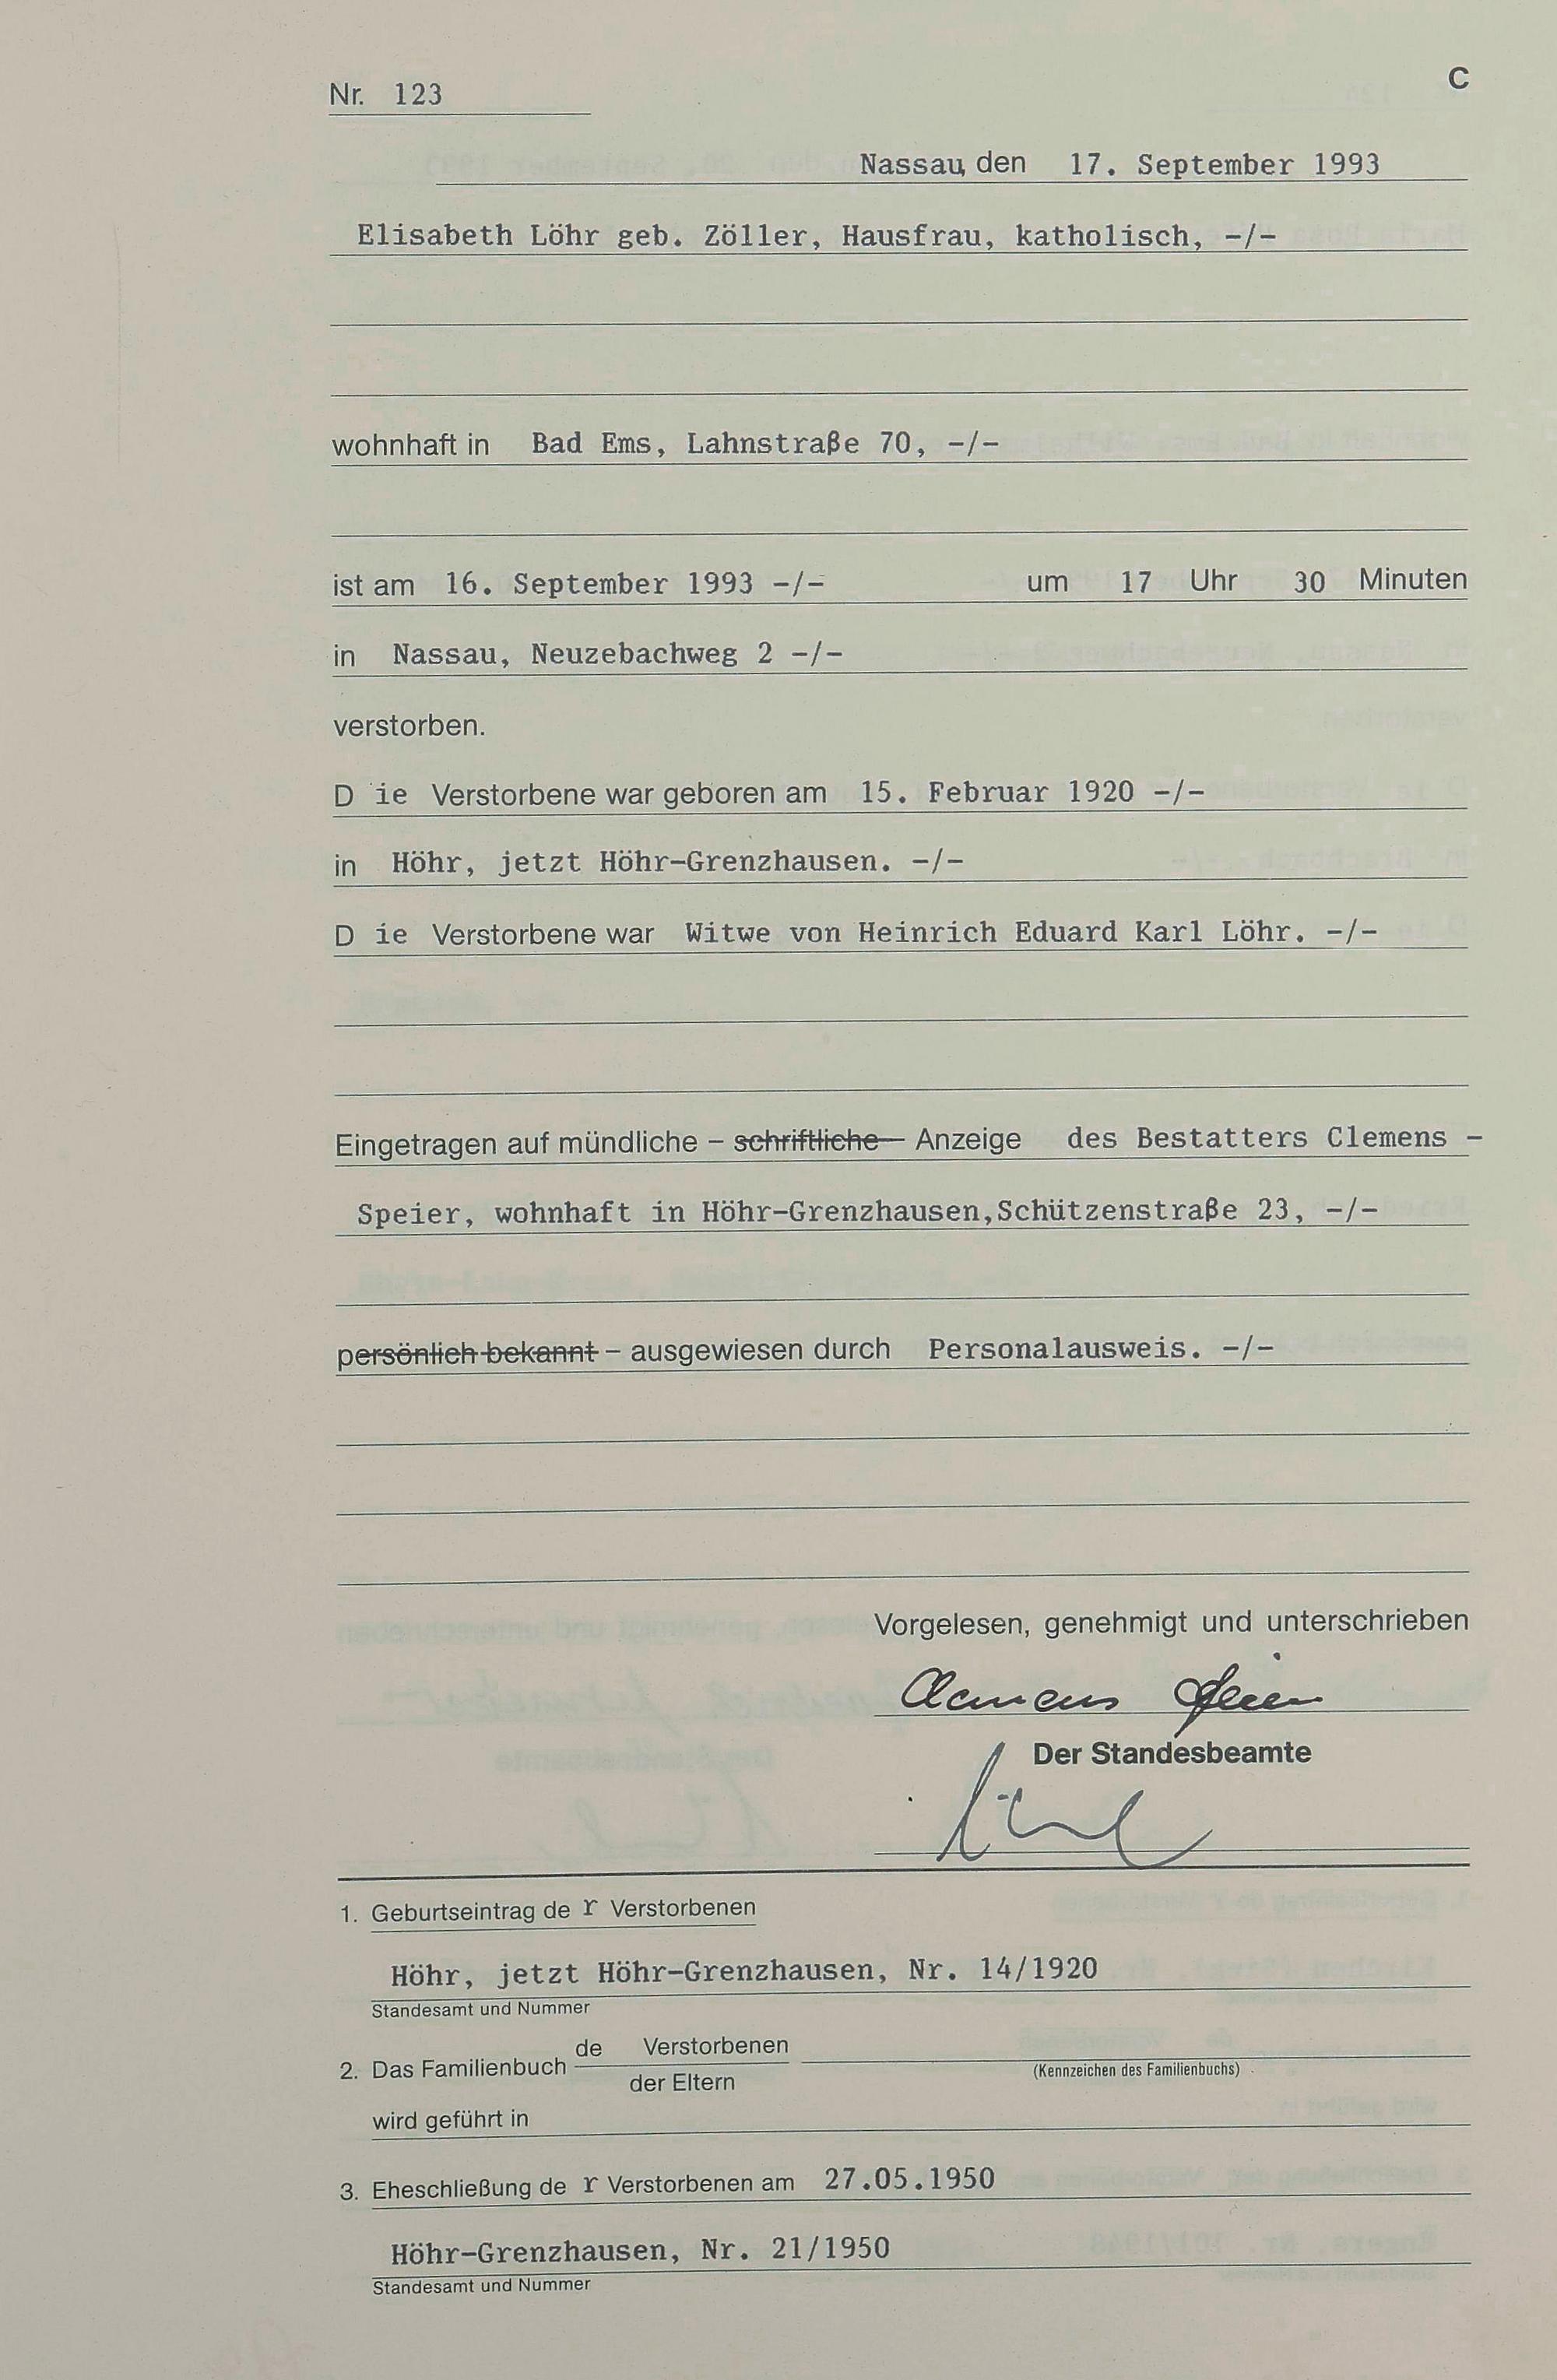 C
Nr. 123
Nassau, den 17. September 1993
Elisabeth Löhr geb. Zöller, Hausfrau, katholisch, -/-
wohnhaft in Bad Ems, Lahnstraße 70, -/-
ist am 16. September 1993 -/- um 17 Uhr 30 Minuten
in Nassau, Neuzebachweg 2 -/-
verstorben.
D ie Verstorbene war geboren am 15. Februar 1920 -/-
in Höhr, jetzt Höhr-Grenzhausen. -/-
D ie Verstorbene war Witwe von Heinrich Eduard Karl Löhr. -/-
Eingetragen auf mündliche – schriftliche – Anzeige des Bestatters Clemens -
Speier, wohnhaft in Höhr-Grenzhausen,Schützenstraße 23, -/-
persönlich bekannt – ausgewiesen durch Personalausweis. -/-
Vorgelesen, genehmigt und unterschrieben
Clemens Speier
Der Standesbeamte
1. Geburtseintrag de r Verstorbenen
Höhr, jetzt Höhr-Grenzhausen, Nr. 14/1920
Standesamt und Nummer
de Verstorbenen
2. Das Familienbuch
der Eltern
(Kennzeichen des Familienbuchs)
wird geführt in
3. Eheschließung de r Verstorbenen am 27.05.1950
Höhr-Grenzhausen, Nr. 21/1950
Standesamt und Nummer